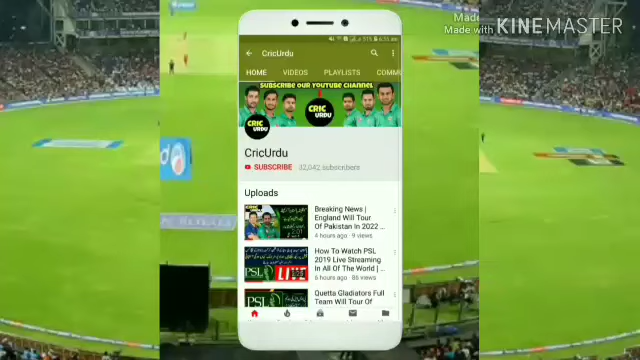 Made
Made with KINEMASTER
CricUrdu
HOME VIDEOS PLAYLISTS COMMU
SUBSCRIBE OUR YOUTUBE CHANNEL
CRIC URDU
CRIC
URDU
CricUrdu
SUBSCRIBE 32,042 subscribers
Uploads
Breaking News |
England Will Tour
Of Pakistan In 2022 ...
4 hours ago · 9 views
How To Watch PSL
2019 Live Streaming
In All Of The World | ...
6 hours ago · 86 views
PSL LIVE
Quetta Gladiators Full
Team Will Tour Of
PSL